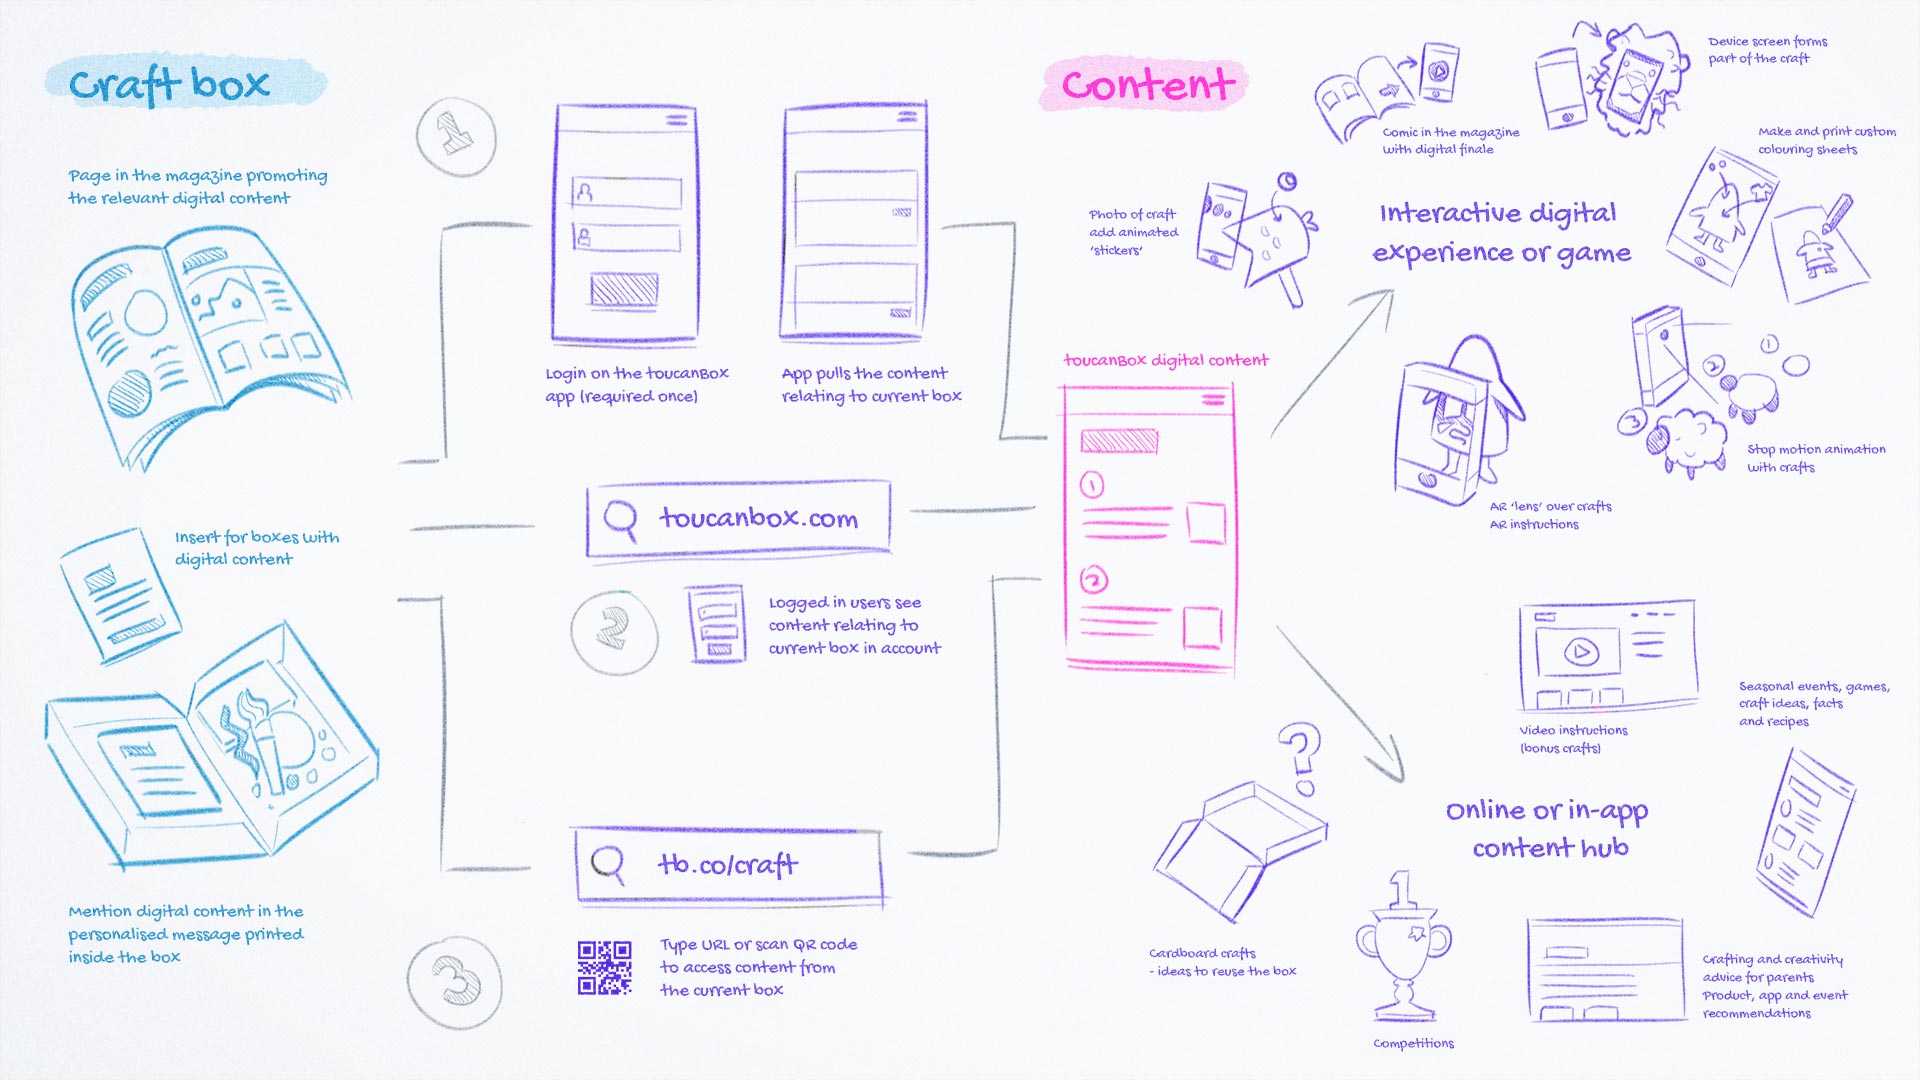 Craft box
Page in the magazine promoting
the relevant digital content
Insert for boxes with
digital content
Mention digital content in the
personalised message printed
inside the box
1
Login on the toucanBox
app (required once)
App pulls the content
relating to current box
toucanbox.com
2
Logged in users see
content relating to
current box in account
tb.co/craft
3
Type URL or scan QR code
to access content from
the current box
Content
toucanBox digital content
1
2
Interactive digital
experience or game
Comic in the magazine
with digital finale
Device screen forms
part of the craft
Make and print custom
colouring sheets
Photo of craft
add animated
'stickers'
AR 'lens' over crafts
AR instructions
1
2
3
Stop motion animation
with crafts
Online or in-app
content hub
Video instructions
(bonus crafts)
Seasonal events, games,
craft ideas, facts
and recipes
?
Cardboard crafts
- ideas to reuse the box
1
Competitions
Crafting and creativity
advice for parents
Product, app and event
recommendations